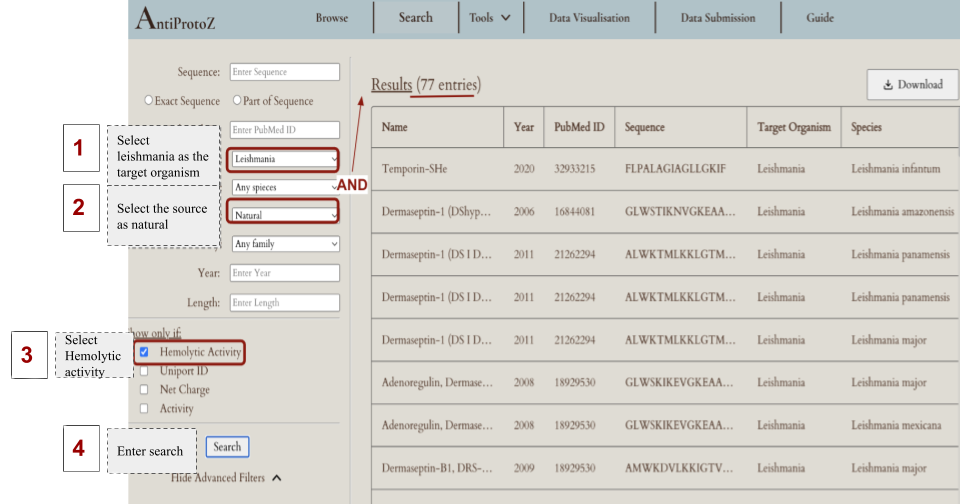 AntiProtoZ
Browse
Search
Tools
Data Visualisation
Data Submission
Guide
Sequence:
Enter Sequence
Exact Sequence
Part of Sequence
Enter PubMed ID
1
Select
leishmania as the
target organism
Leishmania
Any spieces
AND
2
Select the source
as natural
Natural
Any family
Year:
Enter Year
Length:
Enter Length
how only if:
3
Select
Hemolytic
activity
Hemolytic Activity
Uniport ID
Net Charge
Activity
4
Enter search
Search
Hide Advanced Filters
Results (77 entries)
Download
Name Year PubMed ID Sequence Target Organism Species
Temporin-SHe 2020 32933215 FLPALAGIAGLLGKIF Leishmania Leishmania infantum
Dermaseptin-1 (DShyp... 2006 16844081 GLWSTIKNVGKEAA... Leishmania Leishmania amazonensis
Dermaseptin-1 (DS I D... 2011 21262294 ALWKTMLKKLGTM... Leishmania Leishmania panamensis
Dermaseptin-1 (DS I D... 2011 21262294 ALWKTMLKKLGTM... Leishmania Leishmania panamensis
Dermaseptin-1 (DS I D... 2011 21262294 ALWKTMLKKLGTM... Leishmania Leishmania major
Adenoregulin, Dermase... 2008 18929530 GLWSKIKEVGKEAA... Leishmania Leishmania major
Adenoregulin, Dermase... 2008 18929530 GLWSKIKEVGKEAA... Leishmania Leishmania mexicana
Dermaseptin-B1, DRS-... 2009 18929530 AMWKDVLKKIGTV... Leishmania Leishmania major